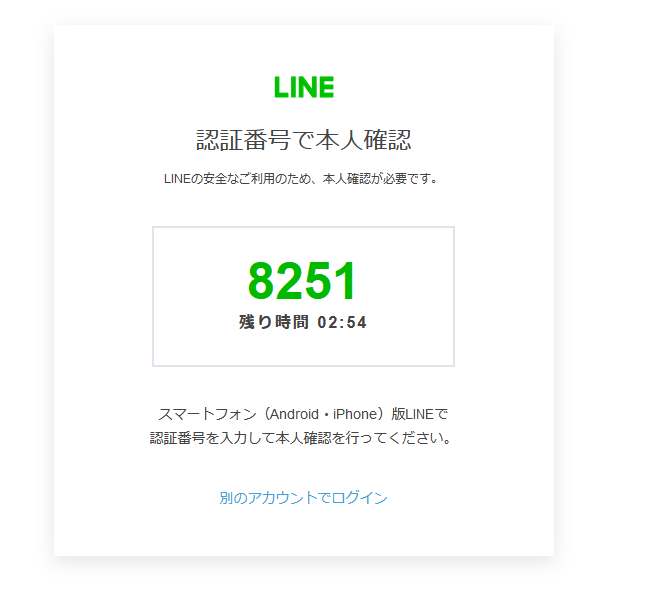 LINE
認証番号で本人確認
LINEの安全なご利用のため、本人確認が必要です。
8251
残り時間 02:54
スマートフォン（Android・iPhone）版LINEで
認証番号を入力して本人確認を行ってください。
別のアカウントでログイン